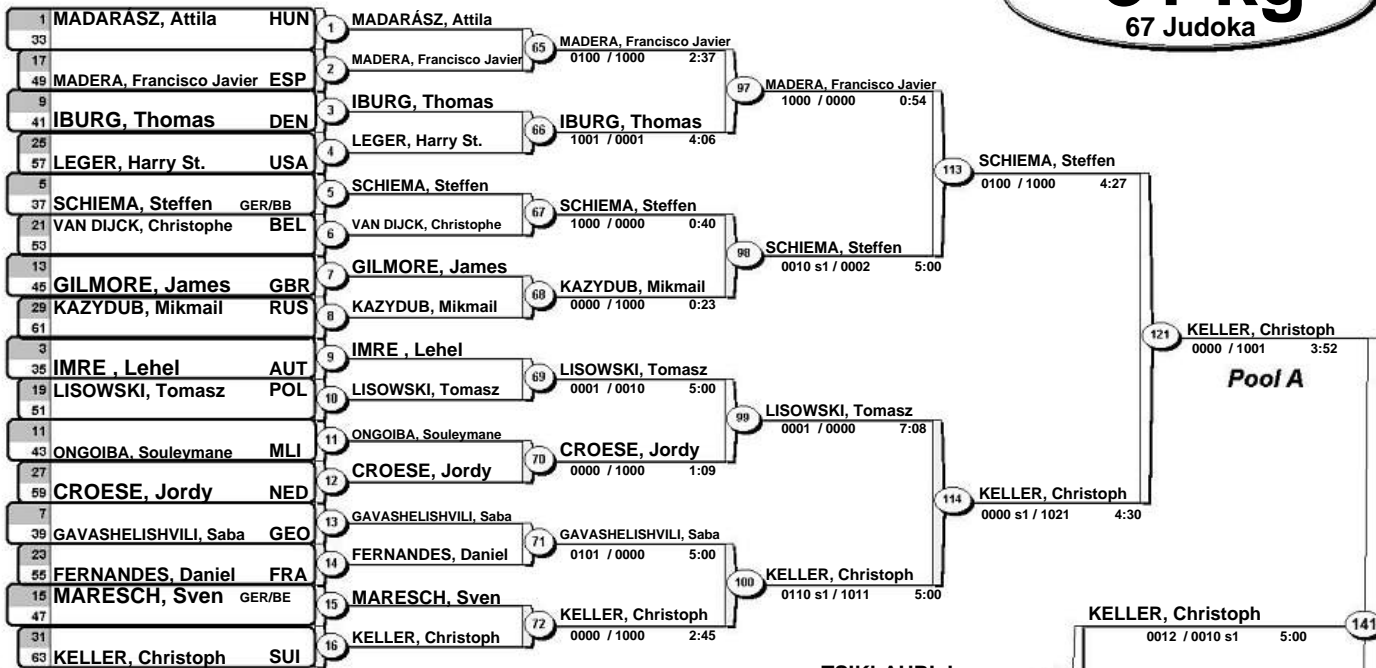 67 Judoka
1 MADARÁSZ, Attila HUN
33
17
49 MADERA, Francisco Javier ESP
9
41 IBURG, Thomas DEN
25
57 LEGER, Harry St. USA
5
37 SCHIEMA, Steffen GER/BB
21 VAN DIJCK, Christophe BEL
53
13
45 GILMORE, James GBR
29 KAZYDUB, Mikmail RUS
61
3
35 IMRE , Lehel AUT
19 LISOWSKI, Tomasz POL
51
11
43 ONGOIBA, Souleymane MLI
27
59 CROESE, Jordy NED
7
39 GAVASHELISHVILI, Saba GEO
23
55 FERNANDES, Daniel FRA
15 MARESCH, Sven GER/BE
47
31
63 KELLER, Christoph SUI
1 MADARÁSZ, Attila
2 MADERA, Francisco Javier
3 IBURG, Thomas
4 LEGER, Harry St.
5 SCHIEMA, Steffen
6 VAN DIJCK, Christophe
7 GILMORE, James
8 KAZYDUB, Mikmail
9 IMRE , Lehel
10 LISOWSKI, Tomasz
11 ONGOIBA, Souleymane
12 CROESE, Jordy
13 GAVASHELISHVILI, Saba
14 FERNANDES, Daniel
15 MARESCH, Sven
16 KELLER, Christoph
65 MADERA, Francisco Javier
0100 / 1000 2:37
66 IBURG, Thomas
1001 / 0001 4:06
67 SCHIEMA, Steffen
1000 / 0000 0:40
68 KAZYDUB, Mikmail
0000 / 1000 0:23
69 LISOWSKI, Tomasz
0001 / 0010 5:00
70 CROESE, Jordy
0000 / 1000 1:09
71 GAVASHELISHVILI, Saba
0101 / 0000 5:00
72 KELLER, Christoph
0000 / 1000 2:45
97 MADERA, Francisco Javier
1000 / 0000 0:54
98 SCHIEMA, Steffen
0010 s1 / 0002 5:00
99 LISOWSKI, Tomasz
0001 / 0000 7:08
100 KELLER, Christoph
0110 s1 / 1011 5:00
113 SCHIEMA, Steffen
0100 / 1000 4:27
114 KELLER, Christoph
0000 s1 / 1021 4:30
121 KELLER, Christoph
0000 / 1001 3:52
Pool A
KELLER, Christoph
0012 / 0010 s1 5:00
141